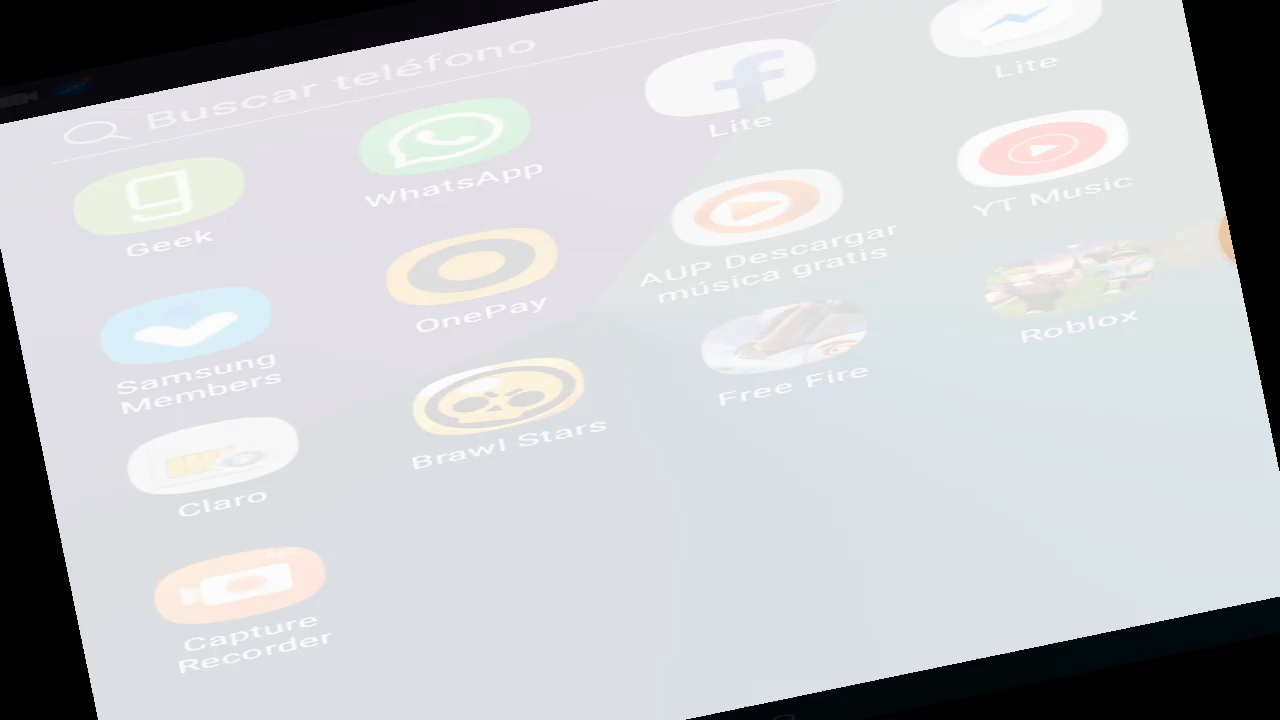 Buscar teléfono
Geek
WhatsApp
Lite
Lite
Samsung
Members
OnePay
AUP Descargar
música gratis
YT Music
Claro
Brawl Stars
Free Fire
Roblox
Capture
Recorder